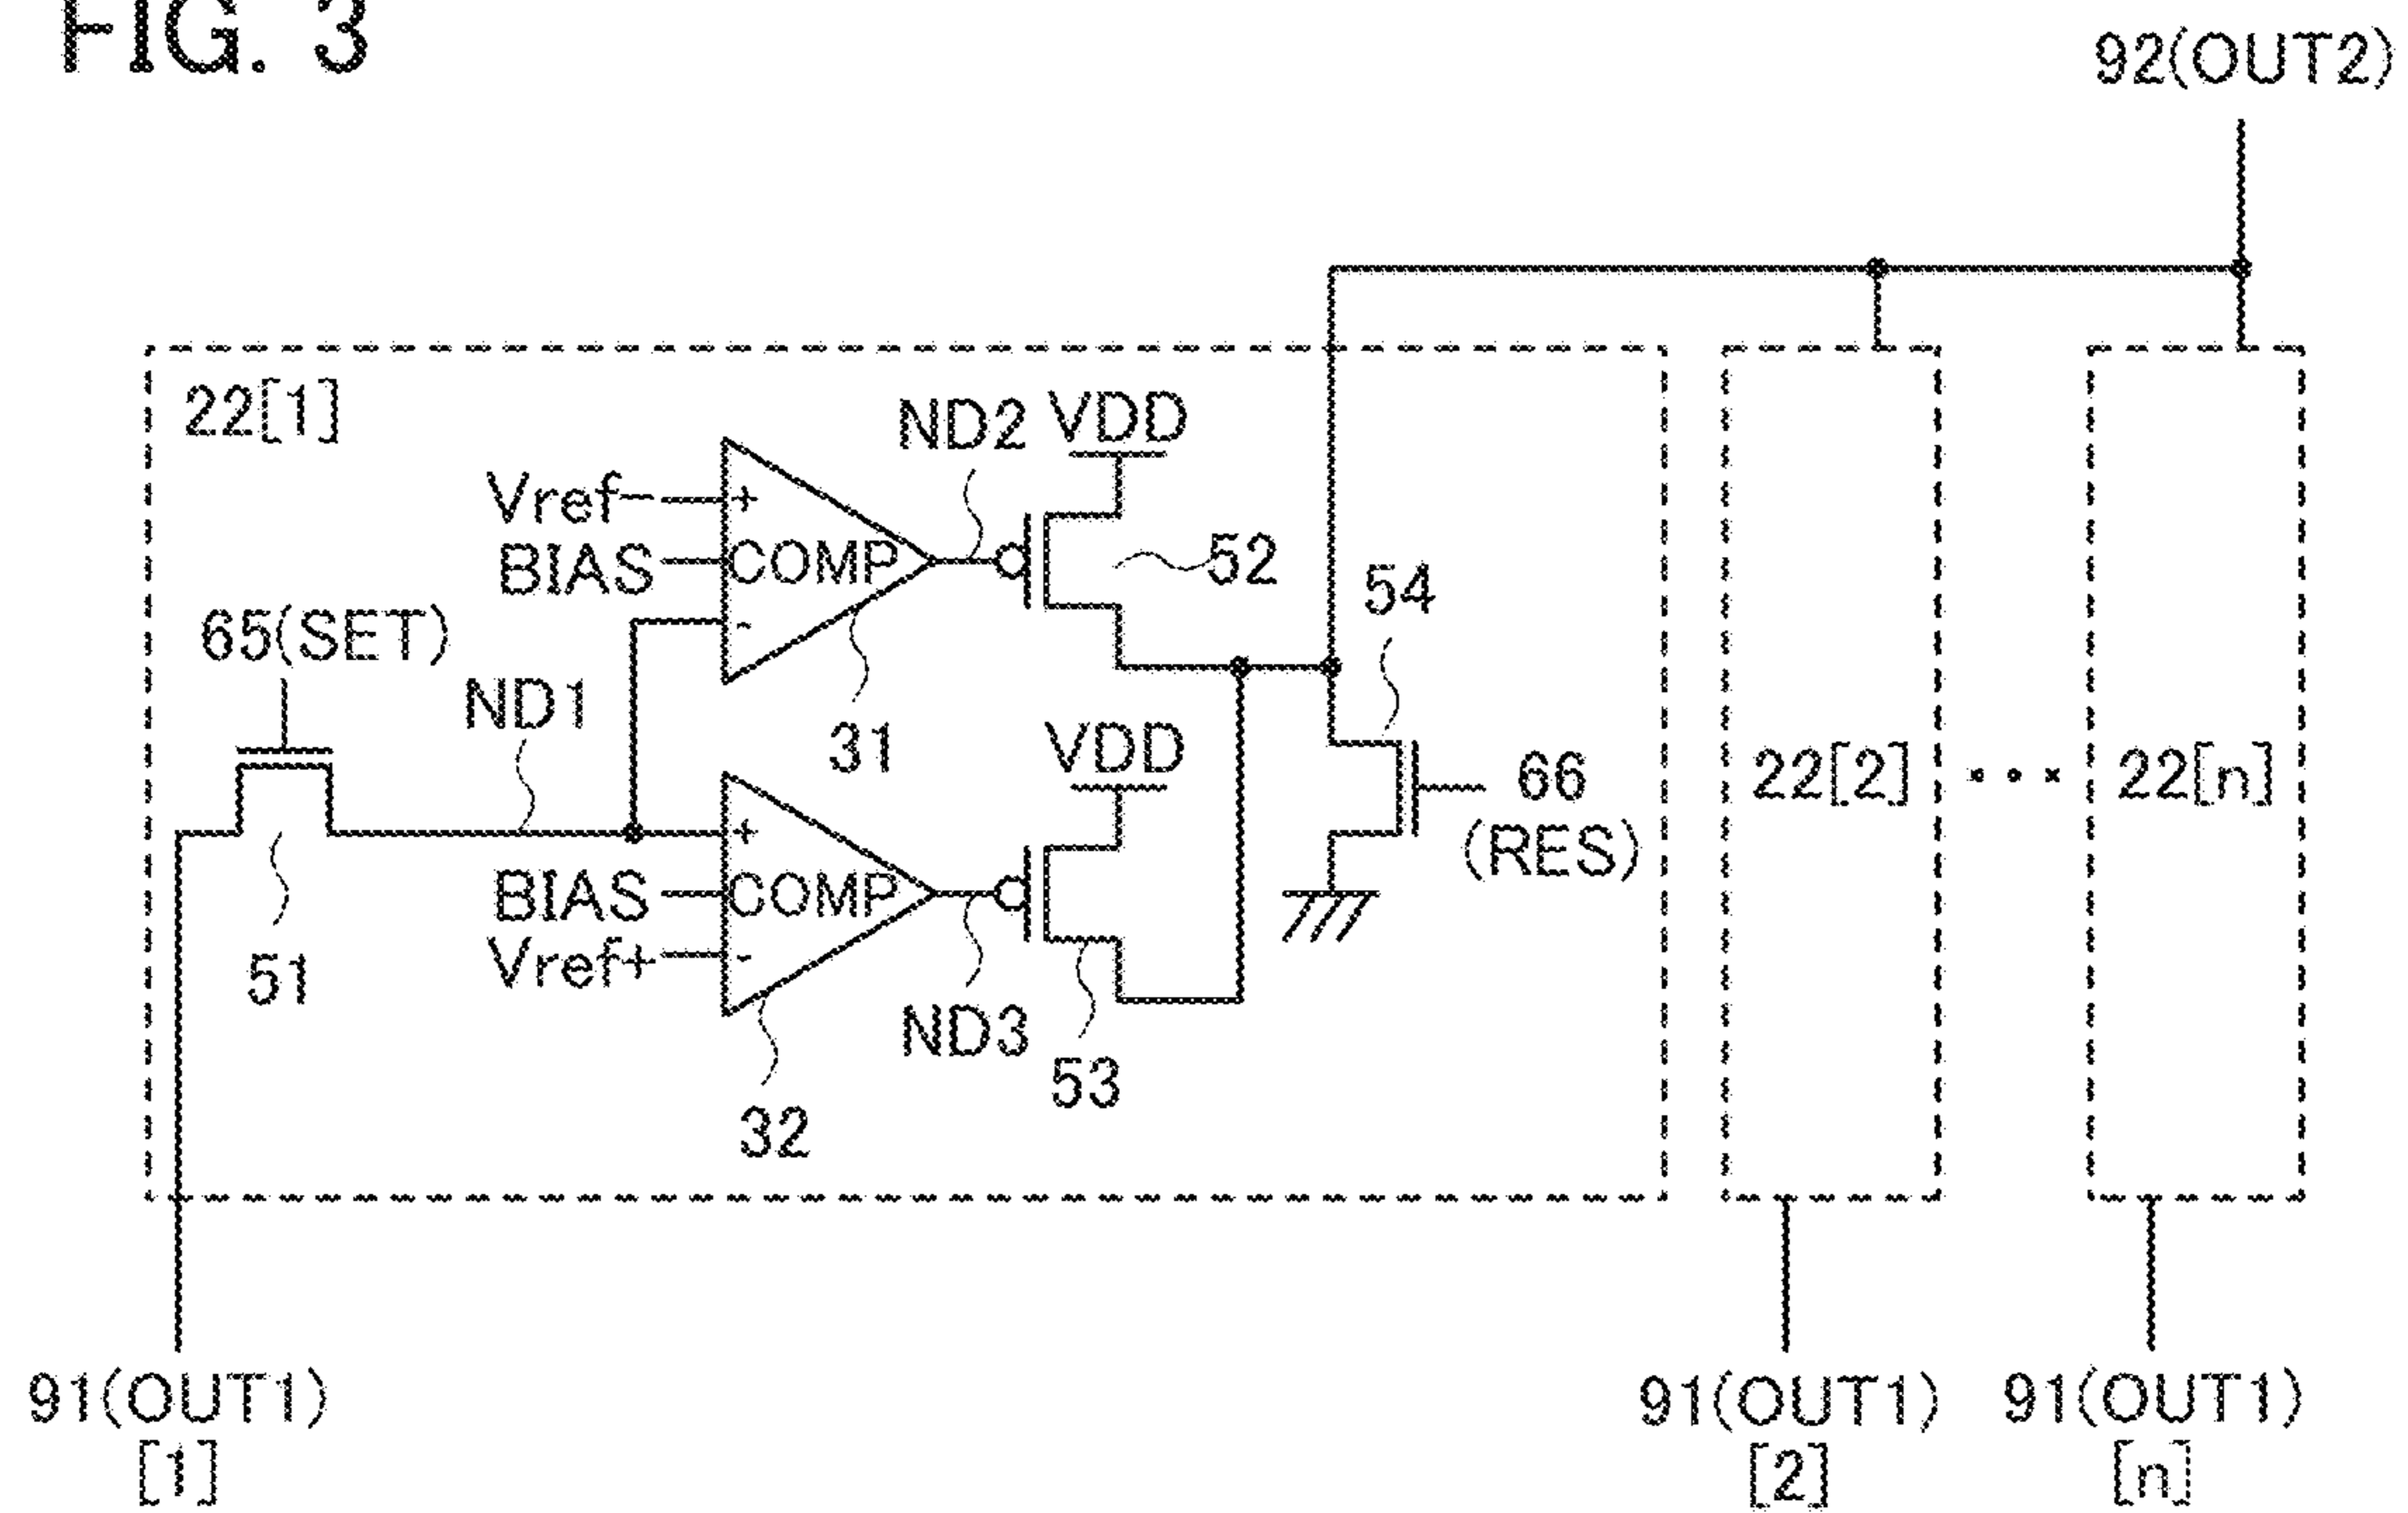 FIG. 3
92(OUT2)
22[1]
ND2 VDD
Vref- +
BIAS COMP
52
54
65(SET)
-
ND1
31
VDD
66
(RES)
22[2] ··· 22[n]
+
BIAS COMP
Vref+ -
51
ND3
53
32
91(OUT1)
[1]
91(OUT1)
[2]
91(OUT1)
[n]